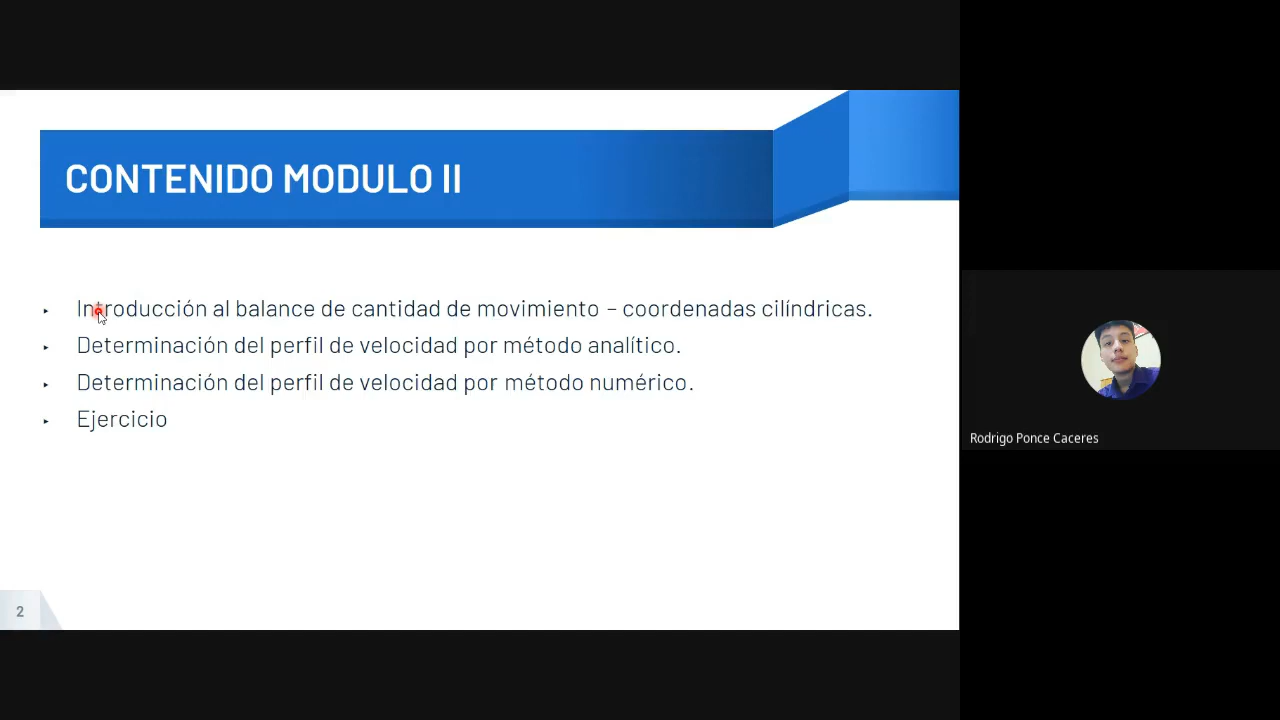 CONTENIDO MODULO II
Introducción al balance de cantidad de movimiento – coordenadas cilíndricas.
Determinación del perfil de velocidad por método analítico.
Determinación del perfil de velocidad por método numérico.
Ejercicio
2
Rodrigo Ponce Caceres